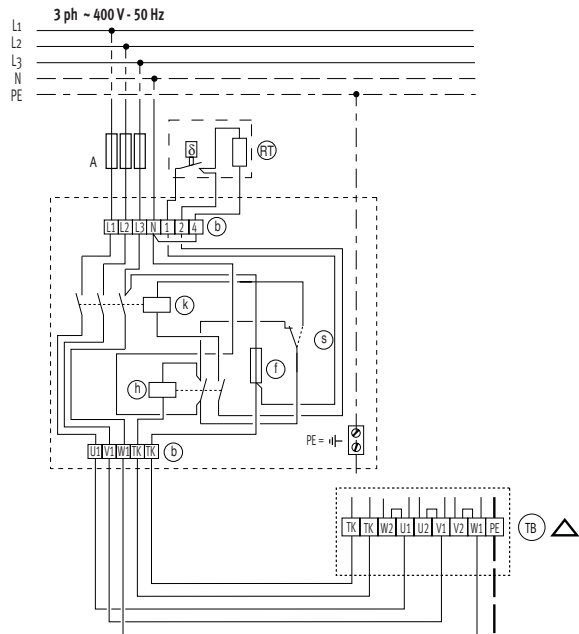 3 ph ~ 400 V - 50 Hz
L1
L2
L3
N
PE
A
δ
RT
L1 L2 L3 N 1 2 4
b
k
s
f
h
PE =
U1 V1 W1 TK TK
b
TK TK W2 U1 U2 V1 V2 W1 PE
TB